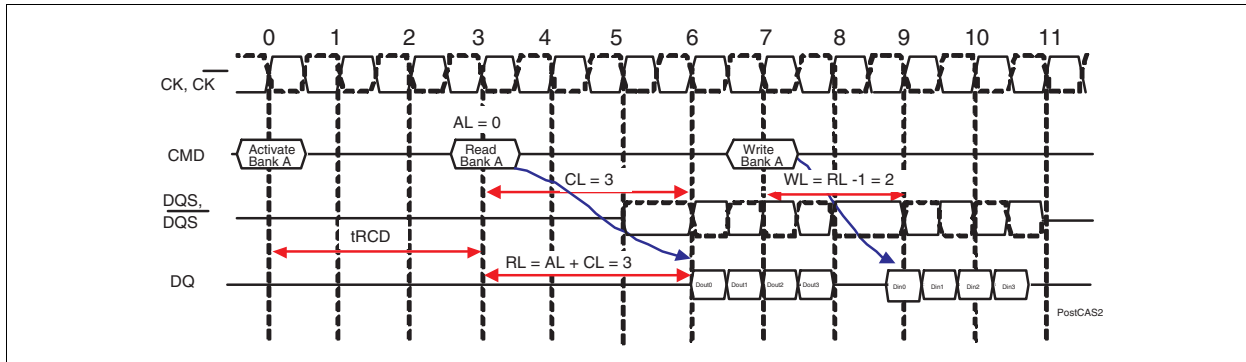 0 1 2 3 4 5 6 7 8 9 10 11
CK, CK
AL = 0
CMD
Activate
Bank A
Read
Bank A
Write
Bank A
CL = 3
WL = RL -1 = 2
DQS,
DQS
tRCD
RL = AL + CL = 3
DQ
Dout0 Dout1 Dout2 Dout3
Din0 Din1 Din2 Din3
PostCAS2